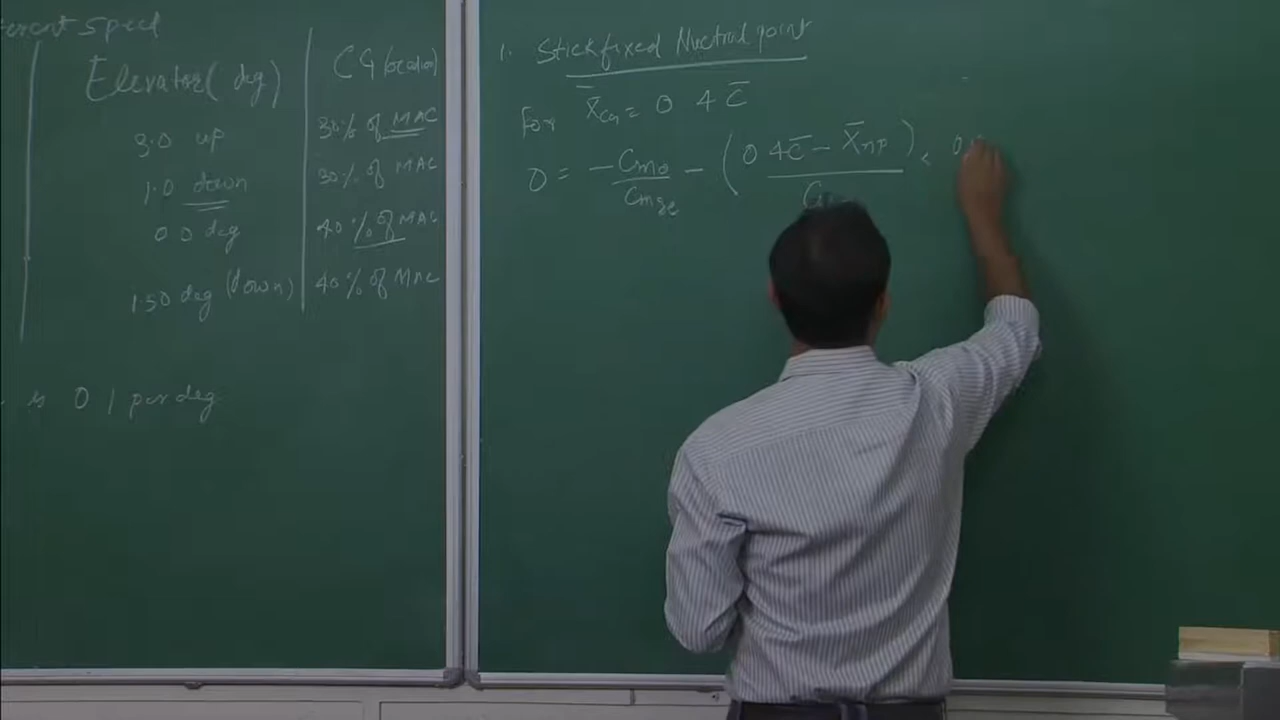 erent Speed
Elevator (deg)
CG (location)
3.0 up
30% of MAC
1.0 down
30% of MAC
0.0 deg
40% of MAC
1.50 deg (down)
40% of MAC
is 0.1 per deg
1. Stick fixed Nuetral point
For X̄cg = 0.4 C̄
0 = -Cmo/Cmδe - (0.4C̄ - X̄np)